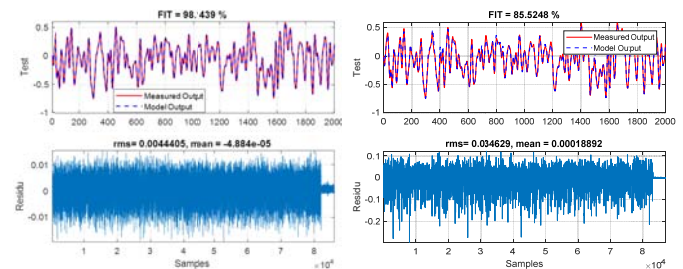 FIT = 98.1439 %
Test
0.5
0
-0.5
-1
0 200 400 600 800 1000 1200 1400 1600 1800 2000
Measured Output
Model Output
rms= 0.0044405, mean = -4.884e-05
Residu
0.01
0
-0.01
1 2 3 4 5 6 7 8
Samples
×10⁴
FIT = 85.5248 %
Test
0.5
0
-0.5
-1
0 200 400 600 800 1000 1200 1400 1600 1800 2000
Measured Output
Model Output
rms= 0.034629, mean = 0.00018892
Residu
0.1
0
-0.1
-0.2
1 2 3 4 5 6 7 8
Samples
×10⁴